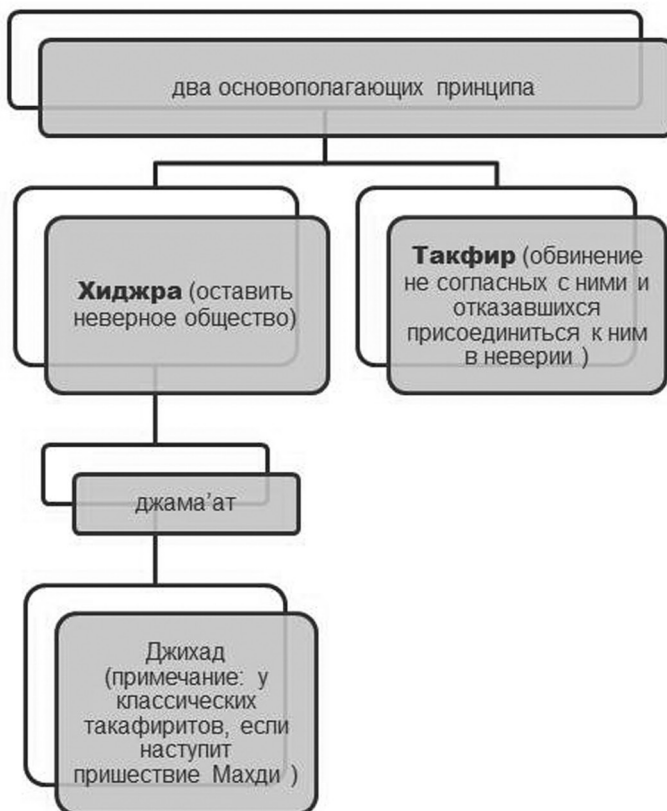 два основополагающих принципа
Хиджра (оставить
неверное общество)
Такфир (обвинение
не согласных с ними и
отказавшихся
присоединиться к ним
в неверии )
джама’ат
Джихад
(примечание: у
классических
такафиритов, если
наступит
пришествие Махди )